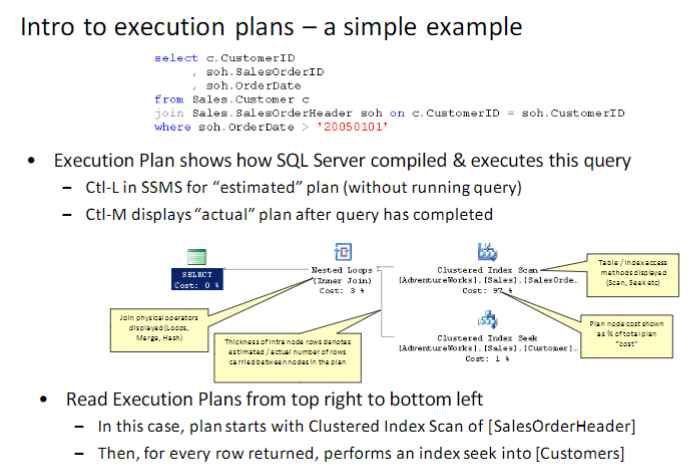 Intro to execution plans – a simple example
select c.CustomerID
, soh.SalesOrderID
, soh.OrderDate
from Sales.Customer c
join Sales.SalesOrderHeader soh on c.CustomerID = soh.CustomerID
where soh.OrderDate > '20050101'
• Execution Plan shows how SQL Server compiled & executes this query
– Ctl-L in SSMS for “estimated” plan (without running query)
– Ctl-M displays “actual” plan after query has completed
SELECT
Cost: 0 %
Nested Loops
(Inner Join)
Cost: 3 %
Clustered Index Scan
[AdventureWorks].[Sales].[SalesOrde…
Cost: 97 %
Table / Index access
methods displayed
(Scan, Seek etc)
Join physical operators
displayed (Loops,
Merge, Hash)
Thickness of intra node rows denotes
estimated / actual number of rows
carried between nodes in the plan
Clustered Index Seek
[AdventureWorks].[Sales].[Customer]…
Cost: 1 %
Plan node cost shown
as % of total plan
"cost"
• Read Execution Plans from top right to bottom left
– In this case, plan starts with Clustered Index Scan of [SalesOrderHeader]
– Then, for every row returned, performs an index seek into [Customers]